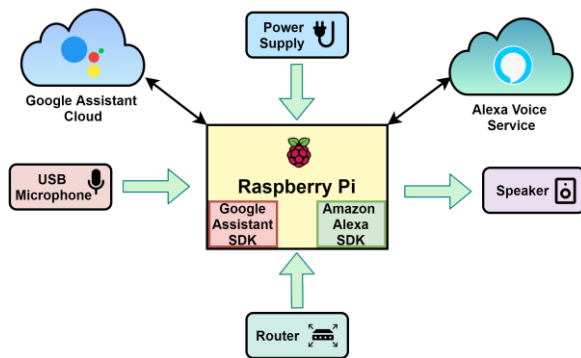 Power
Supply
Google Assistant
Cloud
Alexa Voice
Service
USB
Microphone
Raspberry Pi
Speaker
Google
Assistant
SDK
Amazon
Alexa
SDK
Router